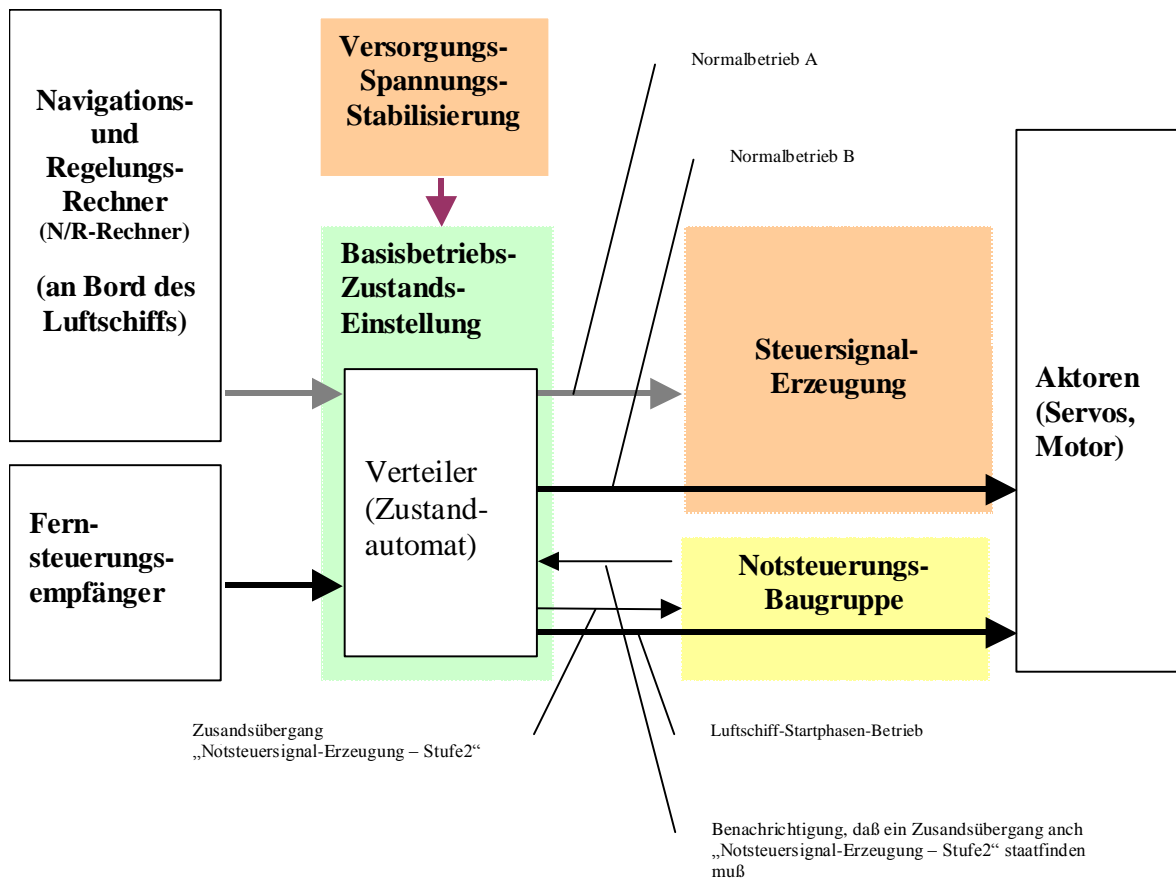 Navigations-
und
Regelungs-
Rechner
(N/R-Rechner)
(an Bord des
Luftschiffs)
Versorgungs-
Spannungs-
Stabilisierung
Normalbetrieb A
Normalbetrieb B
Basisbetriebs-
Zustands-
Einstellung
Steuersignal-
Erzeugung
Aktoren
(Servos,
Motor)
Verteiler
(Zustand-
automat)
Fern-
steuerungs-
empfänger
Notsteuerungs-
Baugruppe
Zusandsübergang
„Notsteuersignal-Erzeugung – Stufe2“
Luftschiff-Startphasen-Betrieb
Benachrichtigung, daß ein Zusandsübergang anch
„Notsteuersignal-Erzeugung – Stufe2“ staatfinden
muß